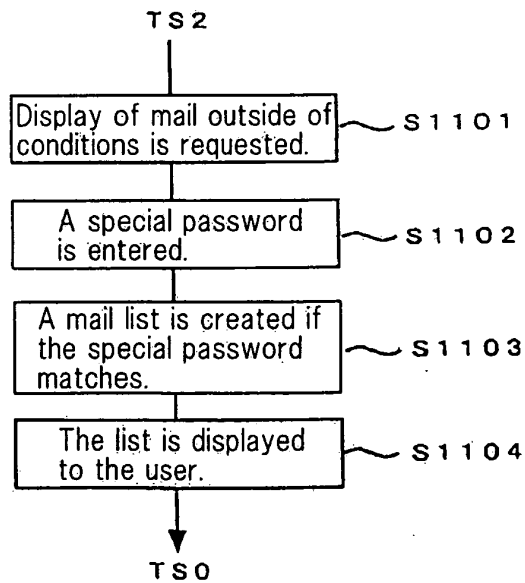 TS2
Display of mail outside of
conditions is requested.
S1101
A special password
is entered.
S1102
A mail list is created if
the special password
matches.
S1103
The list is displayed
to the user.
S1104
TS0